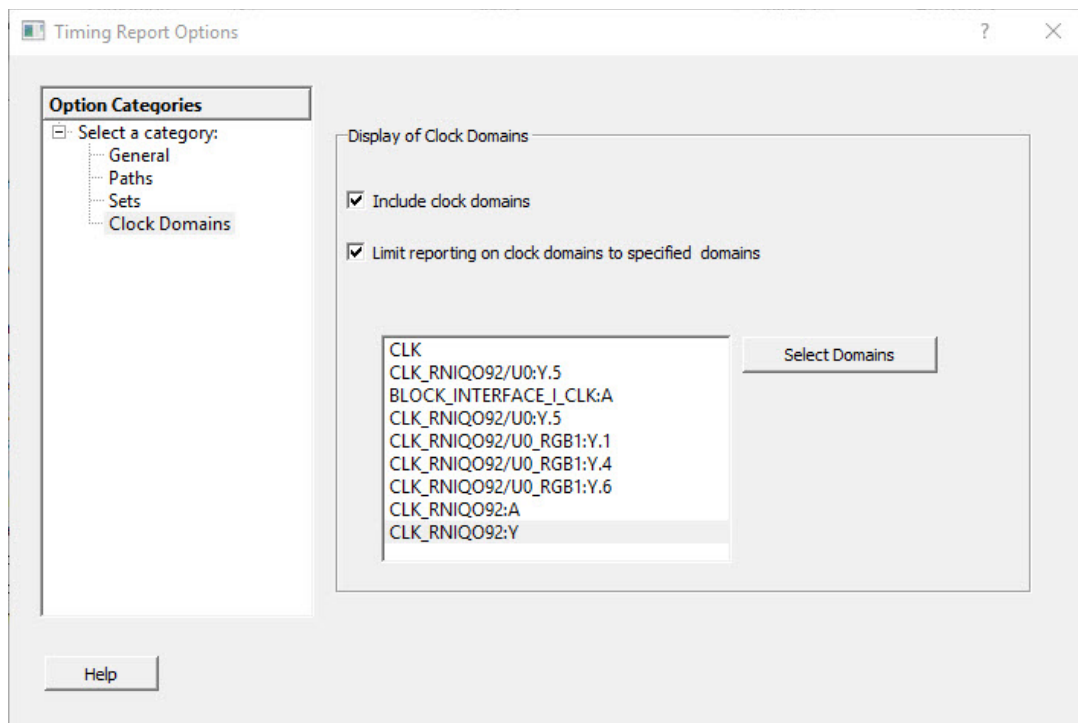 Timing Report Options
?
Option Categories
Select a category:
General
Paths
Sets
Clock Domains
Display of Clock Domains
Include clock domains
Limit reporting on clock domains to specified  domains
CLK
CLK_RNIQO92/U0:Y.5
BLOCK_INTERFACE_I_CLK:A
CLK_RNIQO92/U0:Y.5
CLK_RNIQO92/U0_RGB1:Y.1
CLK_RNIQO92/U0_RGB1:Y.4
CLK_RNIQO92/U0_RGB1:Y.6
CLK_RNIQO92:A
CLK_RNIQO92:Y
Select Domains
Help